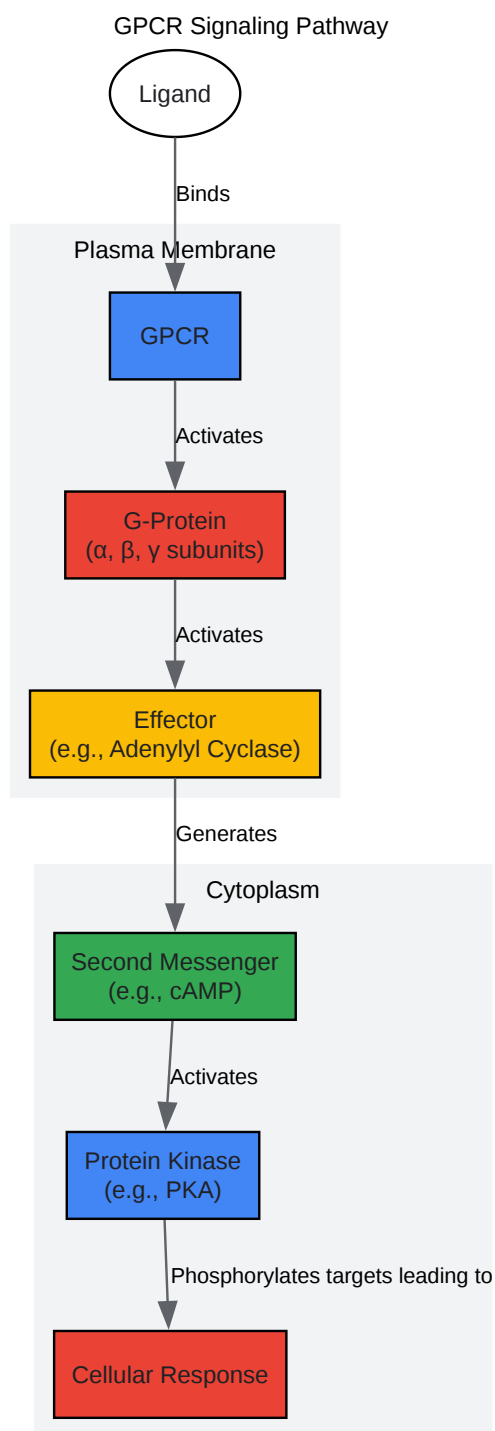 GPCR Signaling Pathway
Ligand
Binds
Plasma Membrane
GPCR
Activates
G-Protein
(α, β, γ subunits)
Activates
Effector
(e.g., Adenylyl Cyclase)
Generates
Cytoplasm
Second Messenger
(e.g., cAMP)
Activates
Protein Kinase
(e.g., PKA)
Phosphorylates targets leading to
Cellular Response